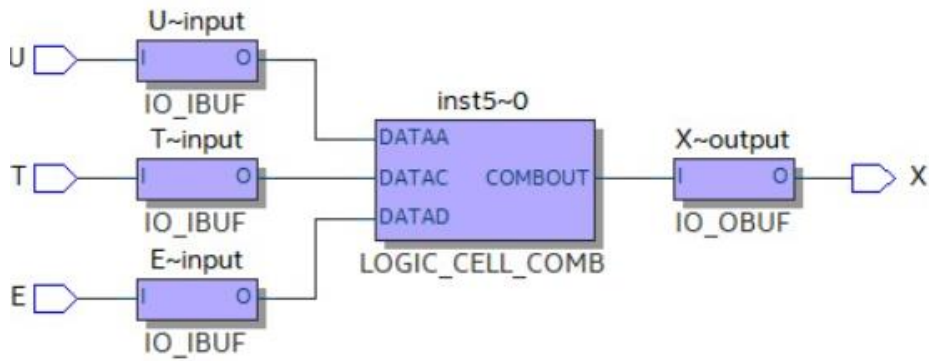 U~input
U
I
O
IO_IBUF
inst5~0
T~input
DATAA
X~output
T
I
O
DATAC
COMBOUT
I
O
X
IO_IBUF
DATAD
IO_OBUF
E~input
LOGIC_CELL_COMB
E
I
O
IO_IBUF